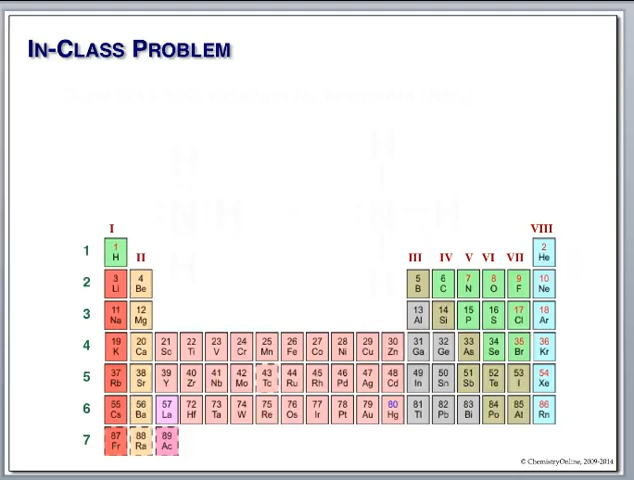 IN-CLASS PROBLEM
I VIII
1 1 H 2 He
II III IV V VI VII
2 3 Li 4 Be 5 B 6 C 7 N 8 O 9 F 10 Ne
3 11 Na 12 Mg 13 Al 14 Si 15 P 16 S 17 Cl 18 Ar
4 19 K 20 Ca 21 Sc 22 Ti 23 V 24 Cr 25 Mn 26 Fe 27 Co 28 Ni 29 Cu 30 Zn 31 Ga 32 Ge 33 As 34 Se 35 Br 36 Kr
5 37 Rb 38 Sr 39 Y 40 Zr 41 Nb 42 Mo 43 Tc 44 Ru 45 Rh 46 Pd 47 Ag 48 Cd 49 In 50 Sn 51 Sb 52 Te 53 I 54 Xe
6 55 Cs 56 Ba 57 La 72 Hf 73 Ta 74 W 75 Re 76 Os 77 Ir 78 Pt 79 Au 80 Hg 81 Tl 82 Pb 83 Bi 84 Po 85 At 86 Rn
7 87 Fr 88 Ra 89 Ac
© ChemistryOnline, 2009-2014